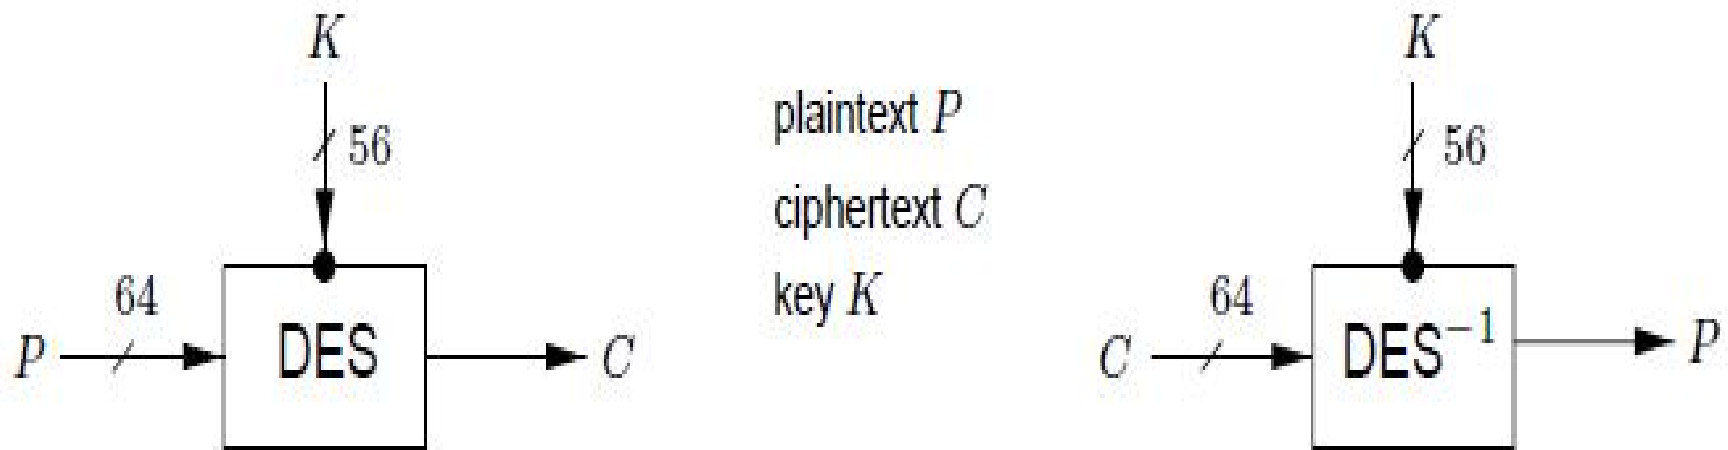 K
56
64
P
DES
C
plaintext P
ciphertext C
key K
K
56
64
C
DES⁻¹
P